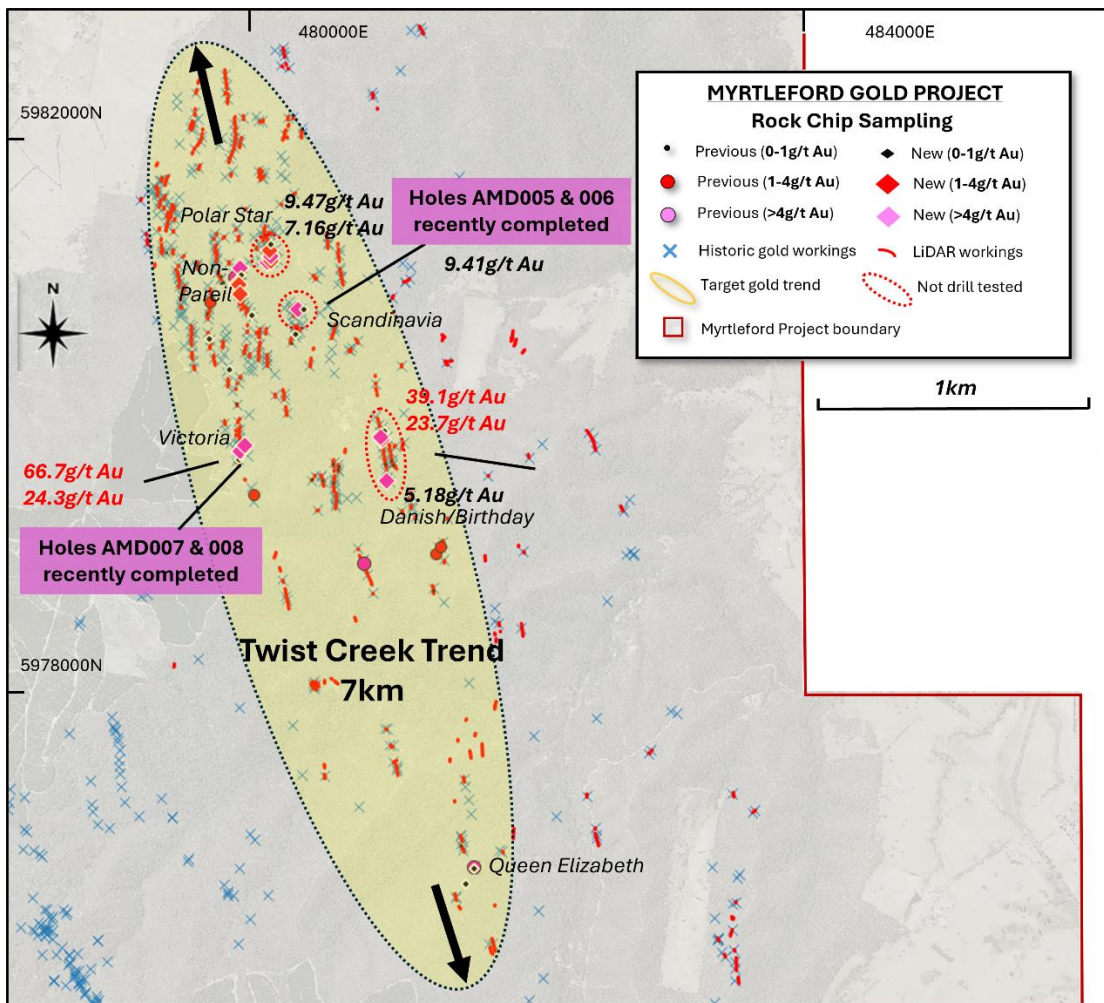 480000E
484000E
5982000N
MYRTLEFORD GOLD PROJECT
Rock Chip Sampling
Previous (0-1g/t Au)
New (0-1g/t Au)
Previous (1-4g/t Au)
New (1-4g/t Au)
Previous (>4g/t Au)
New (>4g/t Au)
Historic gold workings
LiDAR workings
Target gold trend
Not drill tested
Myrtleford Project boundary
1km
N
Polar Star
9.47g/t Au
7.16g/t Au
Holes AMD005 & 006
recently completed
9.41g/t Au
Non-
Pareil
Scandinavia
39.1g/t Au
23.7g/t Au
Victoria
66.7g/t Au
24.3g/t Au
5.18g/t Au
Danish/Birthday
Holes AMD007 & 008
recently completed
Twist Creek Trend
7km
5978000N
Queen Elizabeth